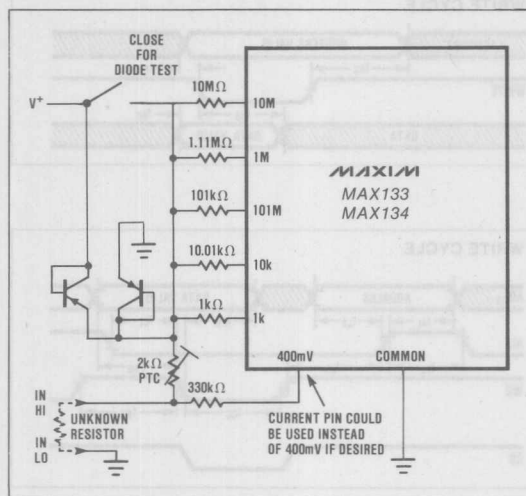 CLOSE
FOR
DIODE TEST
V+
10MΩ
10M
1.11MΩ
1M
101kΩ
101M
10.01kΩ
10k
1kΩ
1k
MAXIM
MAX133
MAX134
2kΩ
PTC
330kΩ
400mV
COMMON
IN
HI
UNKNOWN
RESISTOR
IN
LO
CURRENT PIN COULD
BE USED INSTEAD
OF 400mV IF DESIRED
WRITE CYCLE
WRITE CYCLE